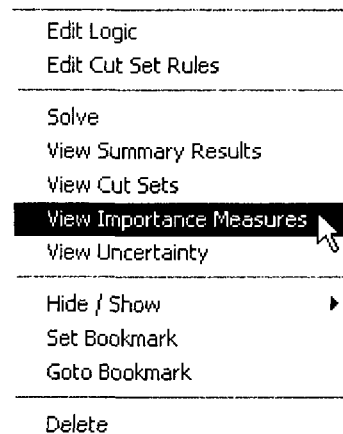 Edit Logic
Edit Cut Set Rules
Solve
View Summary Results
View Cut Sets
View Importance Measures
View Uncertainty
Hide / Show
Set Bookmark
Goto Bookmark
Delete